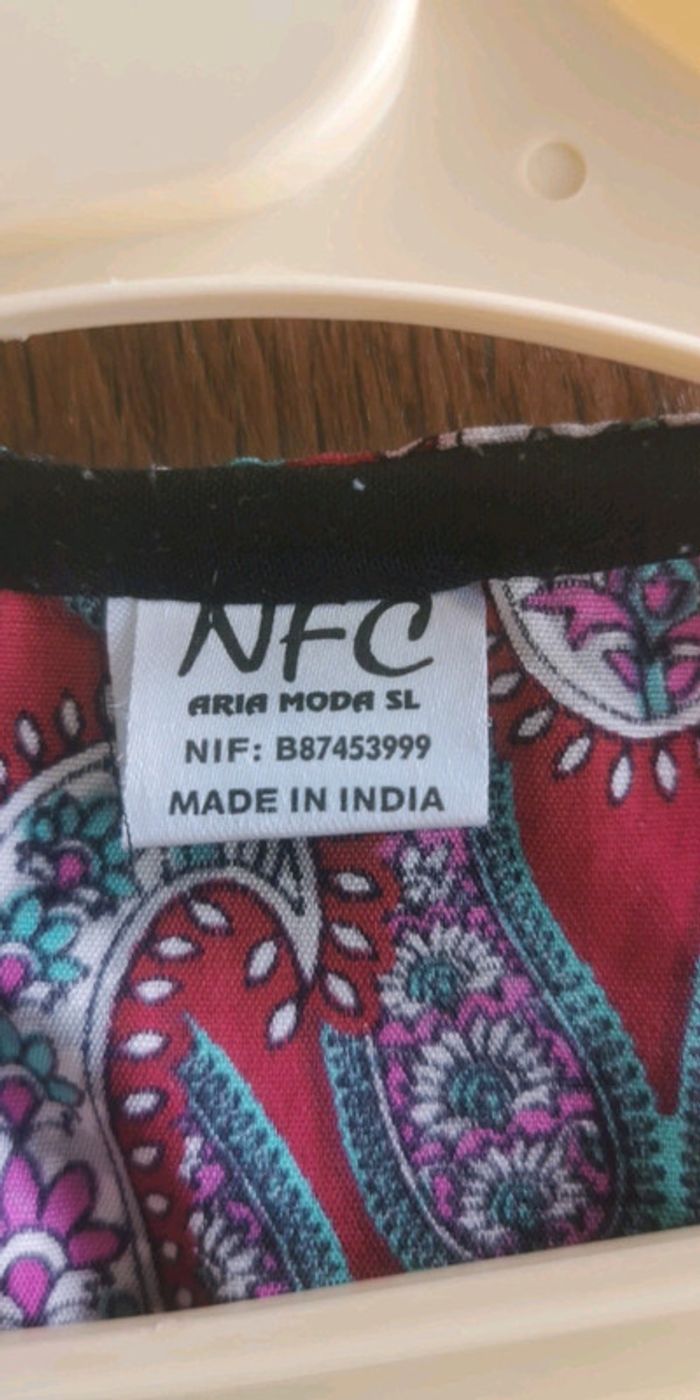 NFC
ARIA MODA SL
NIF: B87453999
MADE IN INDIA